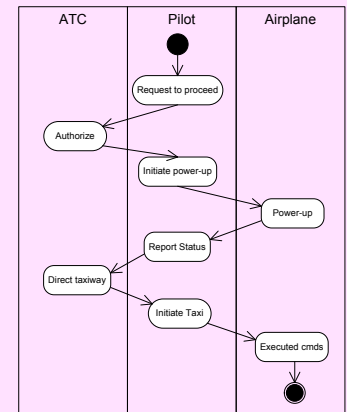 ATC
Pilot
Airplane
Request to proceed
Authorize
Initiate power-up
Power-up
Report Status
Direct taxiway
Initiate Taxi
Executed cmds